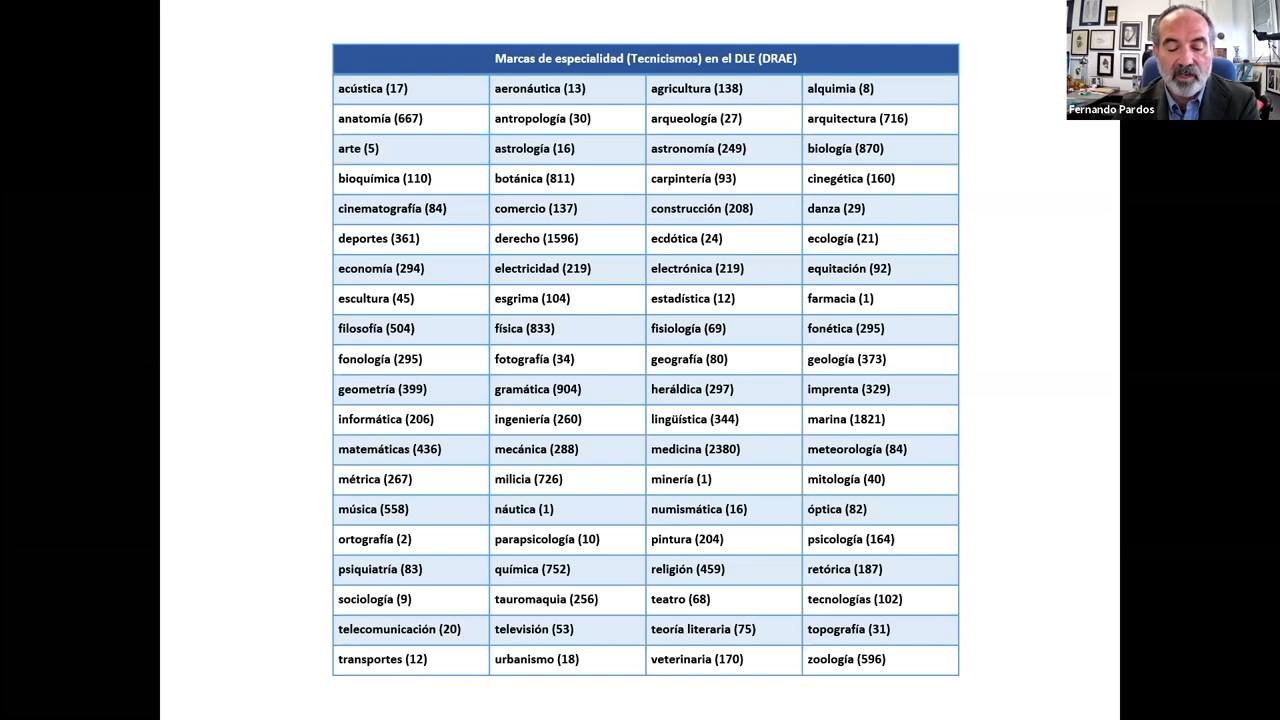 Marcas de especialidad (Tecnicismos) en el DLE (DRAE)
acústica (17) aeronáutica (13) agricultura (138) alquimia (8)
anatomía (667) antropología (30) arqueología (27) arquitectura (716)
arte (5) astrología (16) astronomía (249) biología (870)
bioquímica (110) botánica (811) carpintería (93) cinegética (160)
cinematografía (84) comercio (137) construcción (208) danza (29)
deportes (361) derecho (1596) ecdótica (24) ecología (21)
economía (294) electricidad (219) electrónica (219) equitación (92)
escultura (45) esgrima (104) estadística (12) farmacia (1)
filosofía (504) física (833) fisiología (69) fonética (295)
fonología (295) fotografía (34) geografía (80) geología (373)
geometría (399) gramática (904) heráldica (297) imprenta (329)
informática (206) ingeniería (260) lingüística (344) marina (1821)
matemáticas (436) mecánica (288) medicina (2380) meteorología (84)
métrica (267) milicia (726) minería (1) mitología (40)
música (558) náutica (1) numismática (16) óptica (82)
ortografía (2) parapsicología (10) pintura (204) psicología (164)
psiquiatría (83) química (752) religión (459) retórica (187)
sociología (9) tauromaquia (256) teatro (68) tecnologías (102)
telecomunicación (20) televisión (53) teoría literaria (75) topografía (31)
transportes (12) urbanismo (18) veterinaria (170) zoología (596)
Fernando Pardos